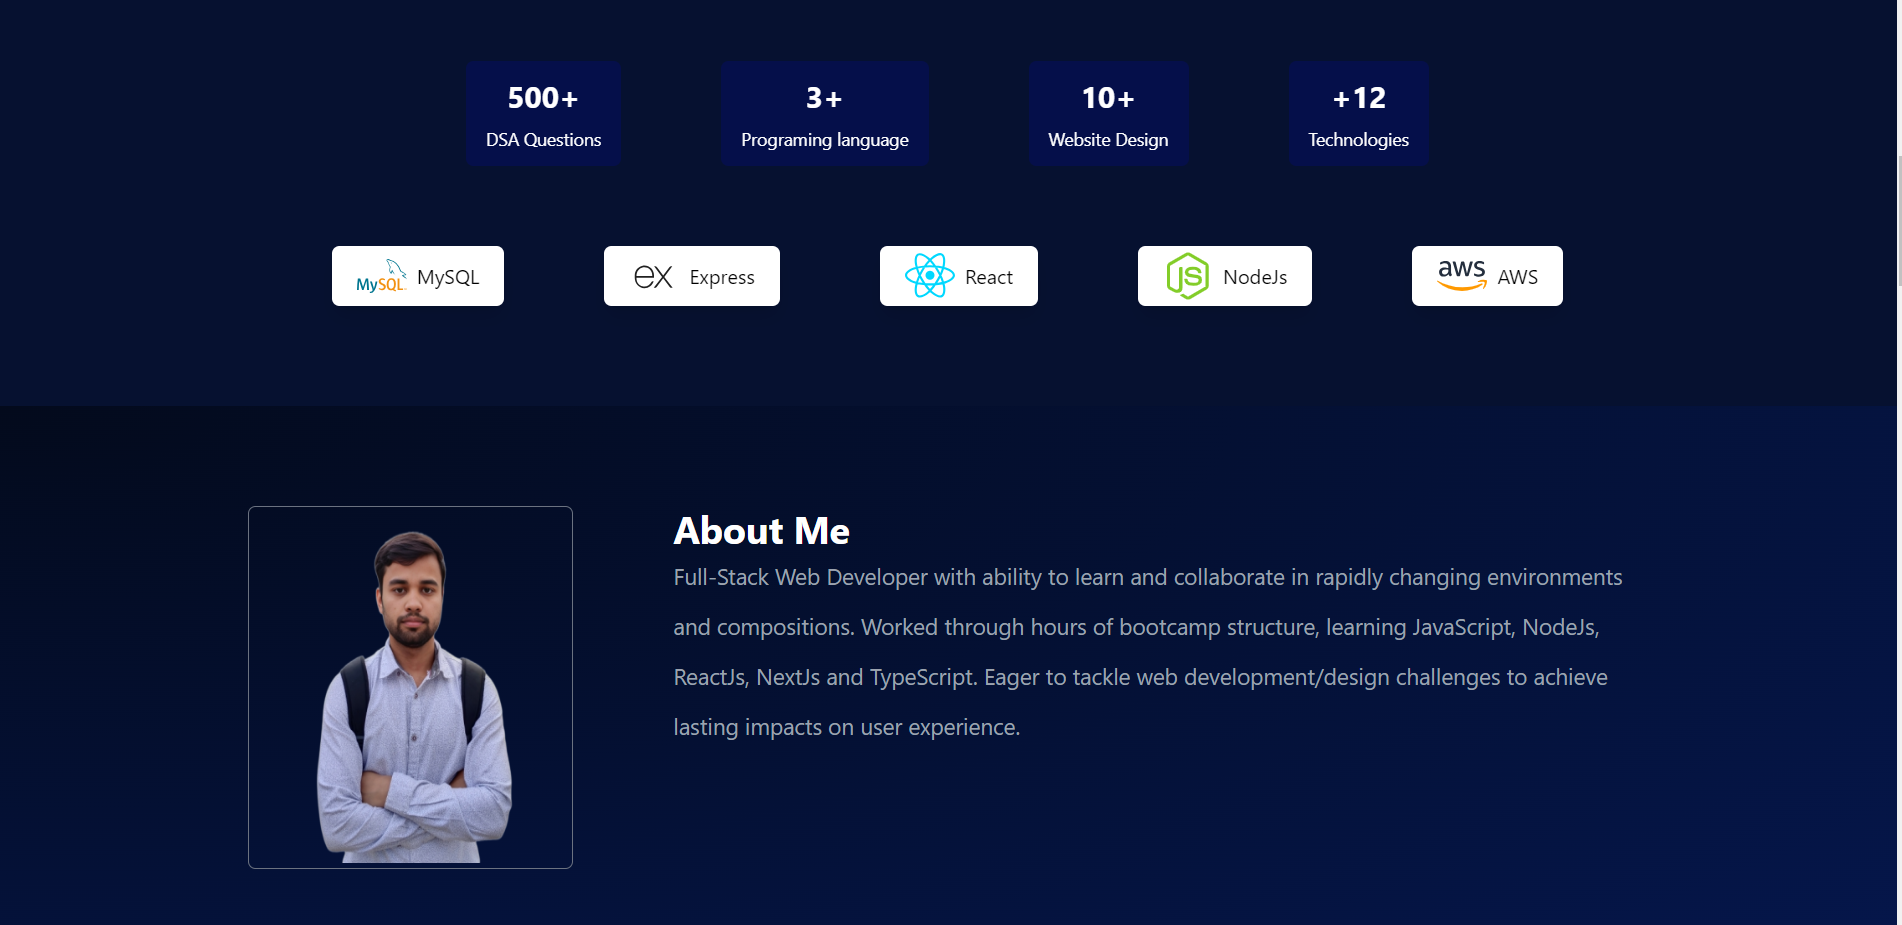 500+ 3+ 10+ +12
DSA Questions Programing language Website Design Technologies
MySQL MySQL ex Express JS NodeJs aws AWS
React
About Me
Full-Stack Web Developer with ability to learn and collaborate in rapidly changing environments
and compositions. Worked through hours of bootcamp structure, learning JavaScript, NodeJs,
ReactJs, NextJs and TypeScript. Eager to tackle web development/design challenges to achieve
lasting impacts on user experience.